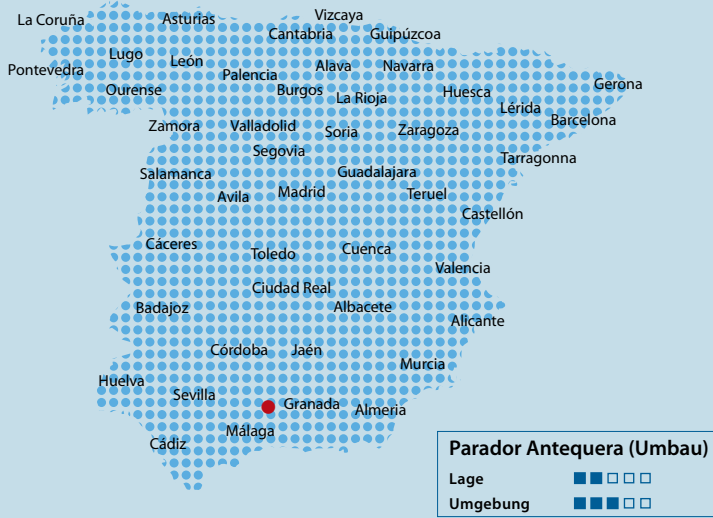 Vizcaya
La Coruña Asturias
Cantabria Guipúzcoa
Lugo León Alava Navarra
Pontevedra Palencia
Gerona
Ourense Burgos La Rioja Huesca
Lérida
Barcelona
Zamora Valladolid Soria Zaragoza
Segovia
Tarragonna
Salamanca Guadalajara
Avila Madrid Teruel
Castellón
Cáceres Toledo Cuenca
Valencia
Ciudad Real
Badajoz Albacete
Alicante
Córdoba Jaén
Murcia
Huelva
Sevilla Granada Almeria
Málaga
Cádiz
Parador Antequera (Umbau)
Lage
Umgebung